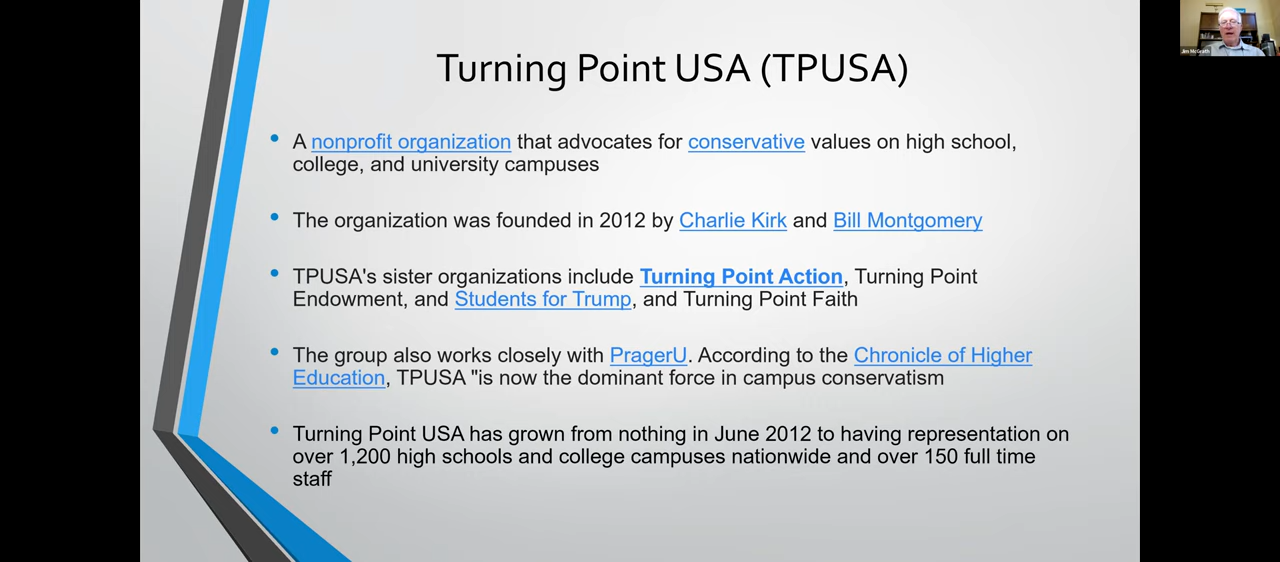 Turning Point USA (TPUSA)
• A nonprofit organization that advocates for conservative values on high school,
college, and university campuses
• The organization was founded in 2012 by Charlie Kirk and Bill Montgomery
• TPUSA's sister organizations include Turning Point Action, Turning Point
Endowment, and Students for Trump, and Turning Point Faith
• The group also works closely with PragerU. According to the Chronicle of Higher
Education, TPUSA "is now the dominant force in campus conservatism
• Turning Point USA has grown from nothing in June 2012 to having representation on
over 1,200 high schools and college campuses nationwide and over 150 full time
staff
Jim McGrath